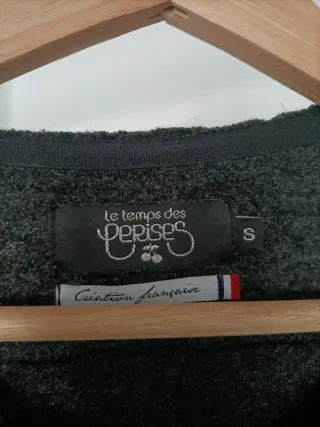 Le temps des
cerises
S
Création française